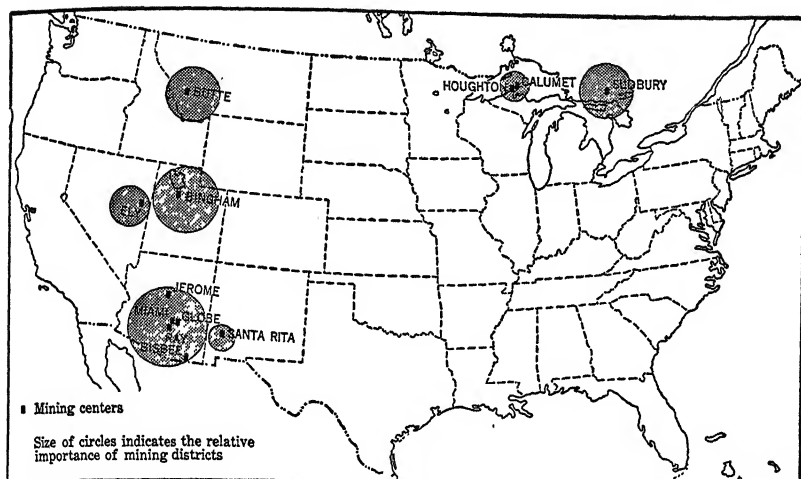 BUTTE
HOUGHTON
CALUMET
SUDBURY
ELY
BINGHAM
JEROME
MIAMI
GLOBE
RAY
SANTA RITA
BISBEE
Mining centers
Size of circles indicates the relative
importance of mining districts